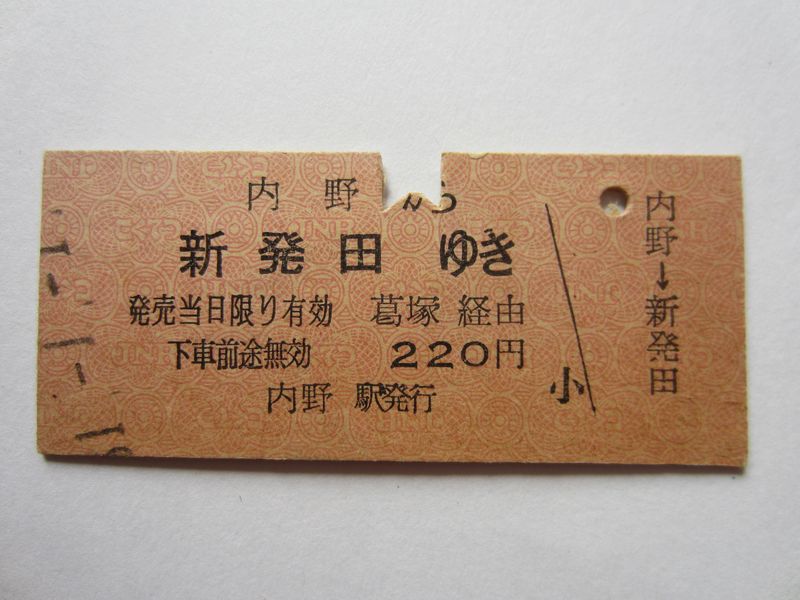 内野から
新発田ゆき
発売当日限り有効 葛塚 経由
下車前途無効 220円
内野 駅発行
小
内野→新発田